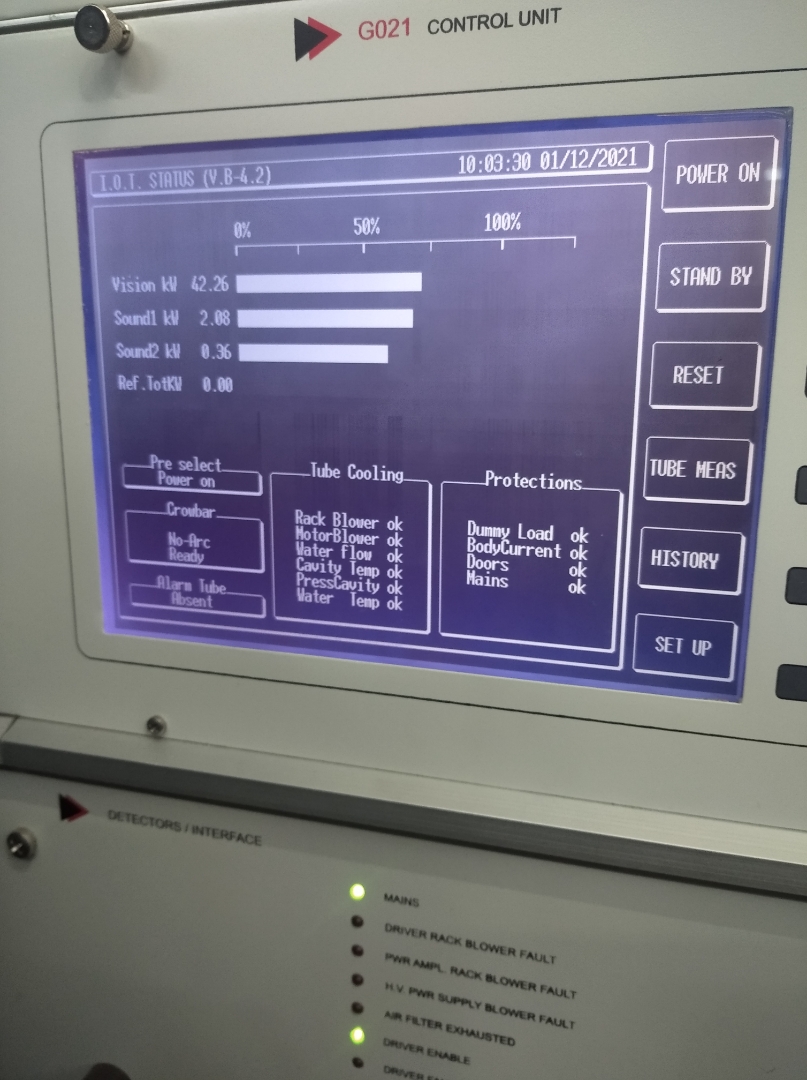 G021 CONTROL UNIT
I.O.T. STATUS (V.B-4.2) 10:03:30 01/12/2021
0% 50% 100%
Vision kW 42.26
Sound1 kW 2.08
Sound2 kW 0.36
Ref.TotKW 0.00
Pre select
Power on
Crowbar
No-Arc
Ready
Alarm Tube
Absent
Tube Cooling
Rack Blower ok
MotorBlower ok
Water flow ok
Cavity Temp ok
PressCavity ok
Water Temp ok
Protections
Dummy Load ok
BodyCurrent ok
Doors ok
Mains ok
POWER ON
STAND BY
RESET
TUBE MEAS
HISTORY
SET UP
DETECTORS / INTERFACE
MAINS
DRIVER RACK BLOWER FAULT
PWR AMPL. RACK BLOWER FAULT
H.V. PWR SUPPLY BLOWER FAULT
AIR FILTER EXHAUSTED
DRIVER ENABLE
DRIVER